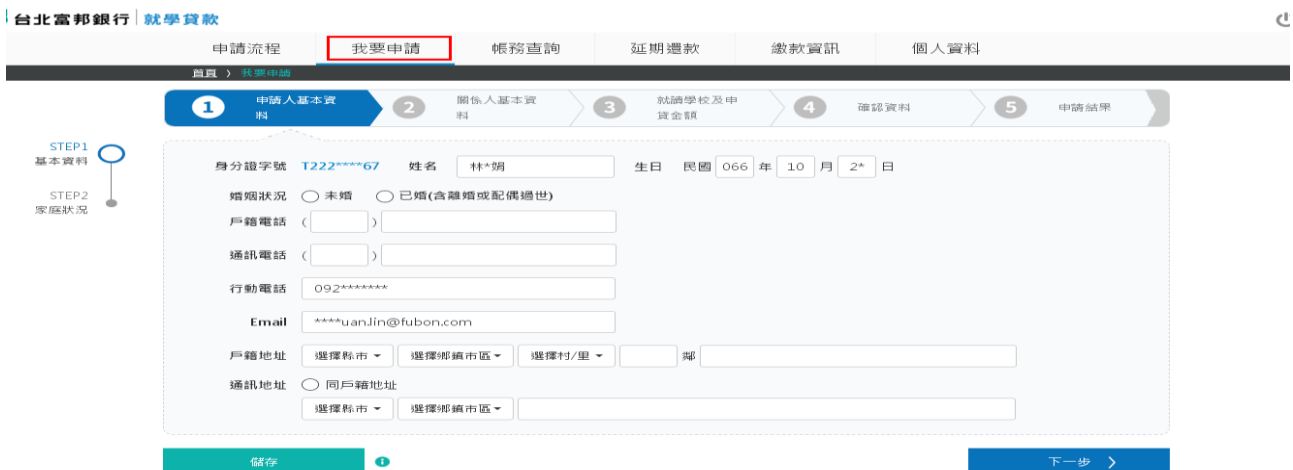 台北富邦銀行 就學貸款
申請流程 我要申請 帳務查詢 延期還款 繳款資訊 個人資料
首頁 〉 我要申請
1 申請人基本資料 2 關係人基本資料 3 就讀學校及申貸金額 4 確認資料 5 申請結果
STEP1
基本資料
STEP2
家庭狀況
身分證字號 T222****67 姓名 林*娟 生日 民國 066 年 10 月 2* 日
婚姻狀況 未婚 已婚(含離婚或配偶過世)
戶籍電話 ( )
通訊電話 ( )
行動電話 092*******
Email ****uan.lin@fubon.com
戶籍地址 選擇縣市 選擇鄉鎮市區 選擇村/里 鄰
通訊地址 同戶籍地址
選擇縣市 選擇鄉鎮市區
儲存 下一步 〉